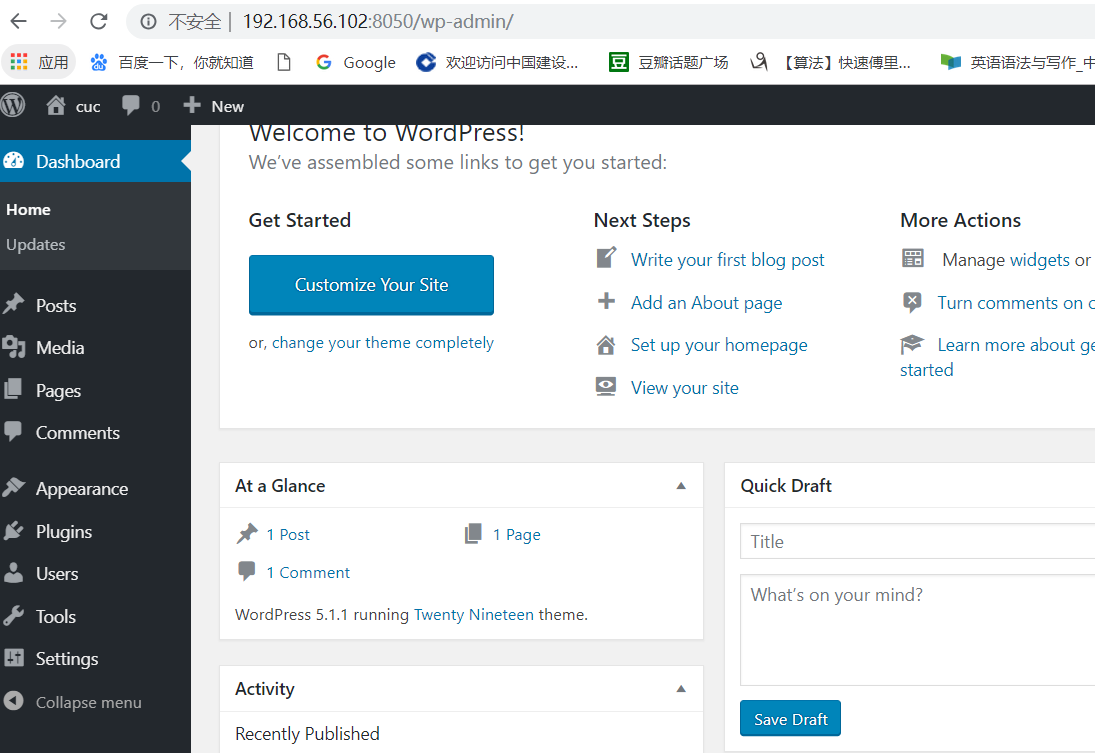 不安全 | 192.168.56.102:8050/wp-admin/
应用 百度一下，你就知道 Google 欢迎访问中国建设... 豆瓣话题广场 【算法】快速傅里... 英语语法与写作_中
cuc 0 New
Welcome to WordPress!
Dashboard
We've assembled some links to get you started:
Home
Updates
Get Started
Next Steps
More Actions
Customize Your Site
or, change your theme completely
Write your first blog post
Add an About page
Set up your homepage
View your site
Manage widgets or
Turn comments on o
Learn more about ge
started
Posts
Media
Pages
Comments
Appearance
Plugins
Users
Tools
Settings
Collapse menu
At a Glance
1 Post 1 Page
1 Comment
WordPress 5.1.1 running Twenty Nineteen theme.
Activity
Recently Published
Quick Draft
Title
What's on your mind?
Save Draft